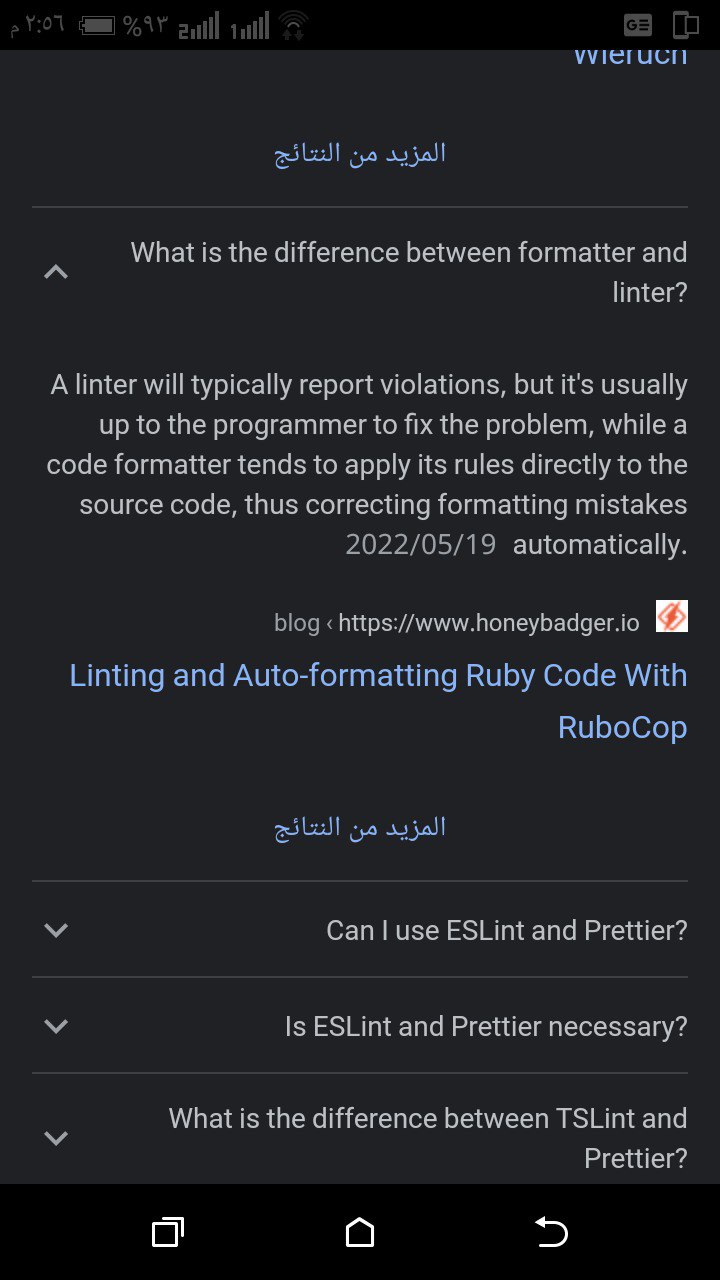 ٢:٥٦ م %٩٣ 2 1
Wieruch
المزيد من النتائج
What is the difference between formatter and
linter?
A linter will typically report violations, but it's usually
up to the programmer to fix the problem, while a
code formatter tends to apply its rules directly to the
source code, thus correcting formatting mistakes
automatically. 2022/05/19
https://www.honeybadger.io › blog
Linting and Auto-formatting Ruby Code With
RuboCop
المزيد من النتائج
Can I use ESLint and Prettier?
Is ESLint and Prettier necessary?
What is the difference between TSLint and
Prettier?